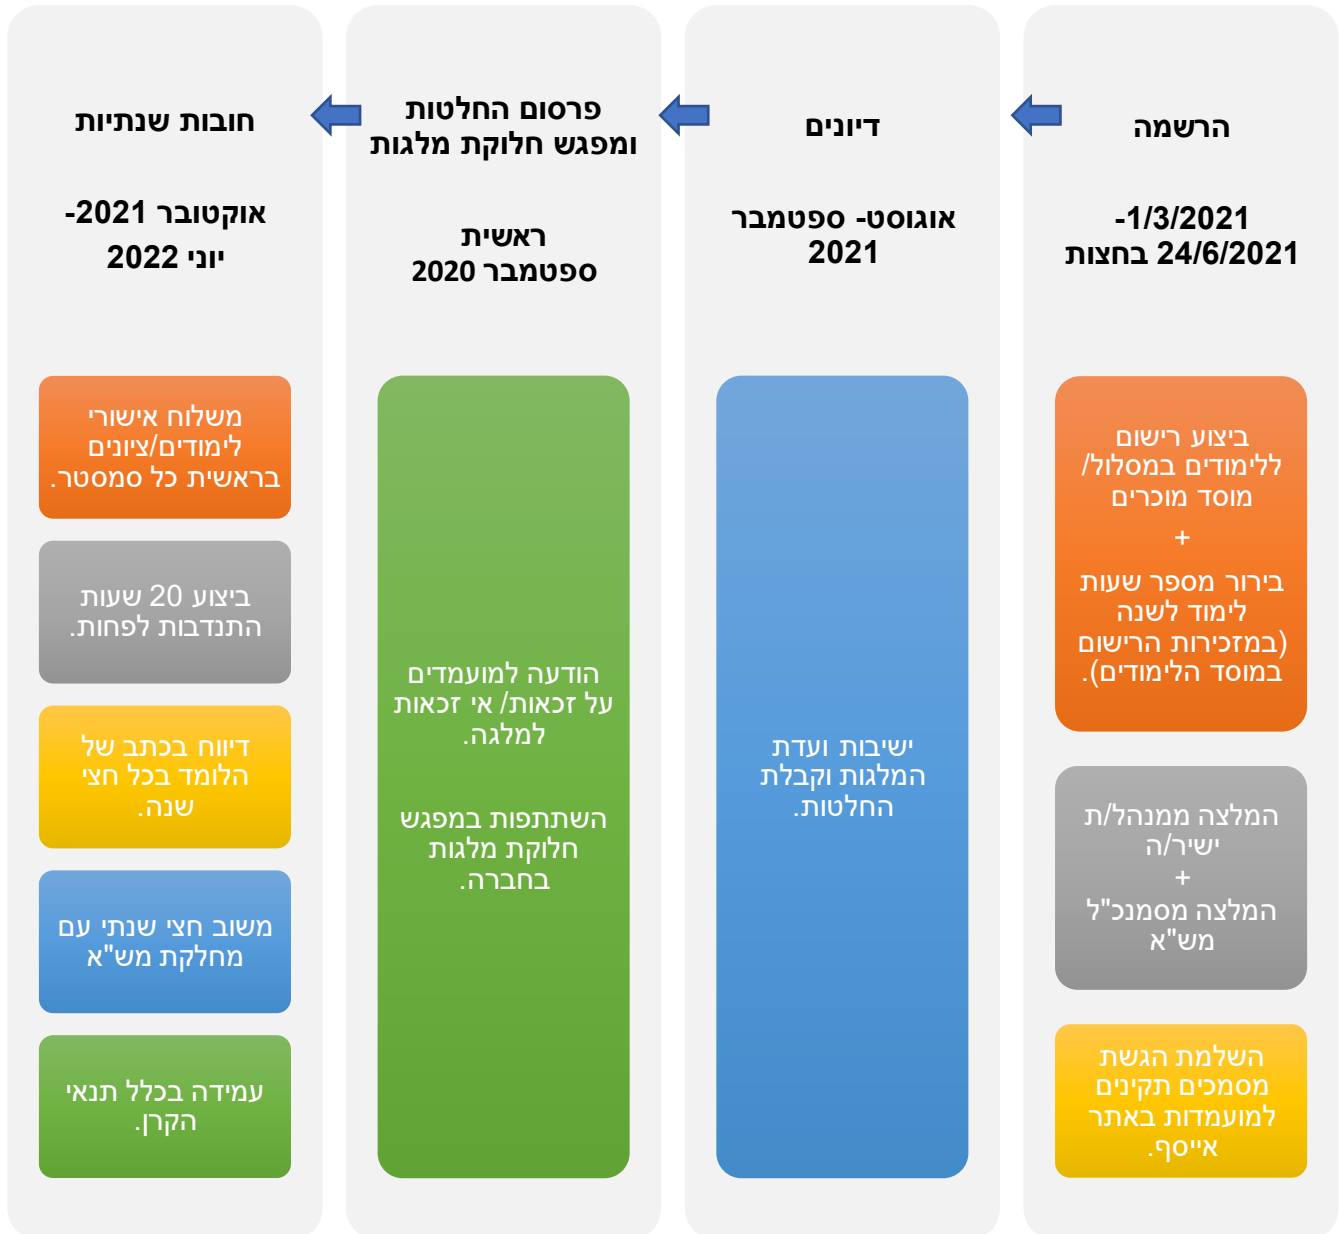 הרשמה
1/3/2021-
24/6/2021 בחצות
ביצוע רישום
ללימודים במסלול/
מוסד מוכרים
+
בירור מספר שעות
לימוד לשנה
(במזכירות הרישום
במוסד הלימודים).
המלצה ממנהל/ת
ישיר/ה
+
המלצה מסמנכ"ל
מש"א
השלמת הגשת
מסמכים תקינים
למועמדות באתר
אייסף.
דיונים
אוגוסט- ספטמבר
2021
ישיבות ועדת
המלגות וקבלת
החלטות.
פרסום החלטות
ומפגש חלוקת מלגות
ראשית
ספטמבר 2020
הודעה למועמדים
על זכאות/ אי זכאות
למלגה.
השתתפות במפגש
חלוקת מלגות
בחברה.
חובות שנתיות
אוקטובר 2021-
יוני 2022
משלוח אישורי
לימודים/ציונים
בראשית כל סמסטר.
ביצוע 20 שעות
התנדבות לפחות.
דיווח בכתב של
הלומד בכל חצי
שנה.
משוב חצי שנתי עם
מחלקת מש"א
עמידה בכלל תנאי
הקרן.